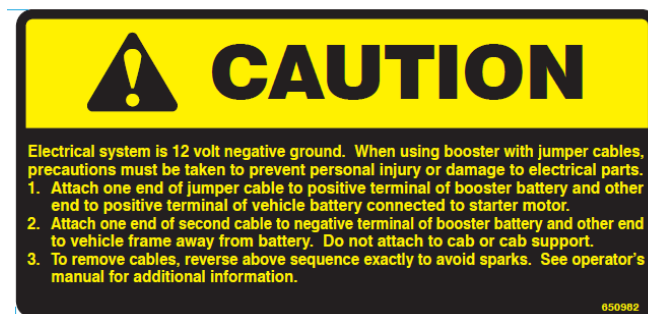 CAUTION
Electrical system is 12 volt negative ground. When using booster with jumper cables,
precautions must be taken to prevent personal injury or damage to electrical parts.
1. Attach one end of jumper cable to positive terminal of booster battery and other
end to positive terminal of vehicle battery connected to starter motor.
2. Attach one end of second cable to negative terminal of booster battery and other end
to vehicle frame away from battery. Do not attach to cab or cab support.
3. To remove cables, reverse above sequence exactly to avoid sparks. See operator's
manual for additional information.
650982